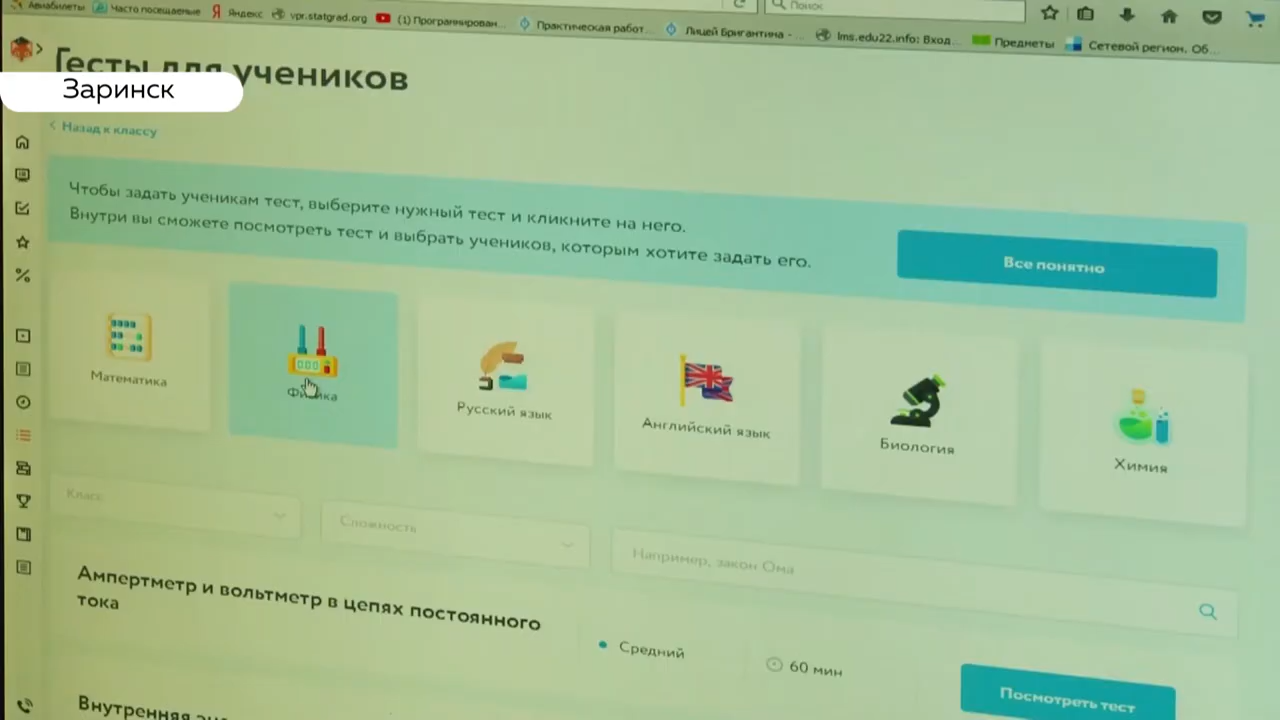 Авиабилеты Часто посещаемые Яндекс vpr.statgrad.org (1) Программирован... Практическая работ... Лицей Бригантина - ... lms.edu22.info: Вход... Предметы Сетевой регион. Об...
Поиск
Тесты для учеников
Заринск
< Назад к классу
Чтобы задать ученикам тест, выберите нужный тест и кликните на него.
Внутри вы сможете посмотреть тест и выбрать учеников, которым хотите задать его.
Все понятно
Математика
Физика
Русский язык
Английский язык
Биология
Химия
Класс
Сложность
Например, закон Ома
Ампертметр и вольтметр в цепях постоянного
тока
Средний
60 мин
Посмотреть тест
Внутренняя